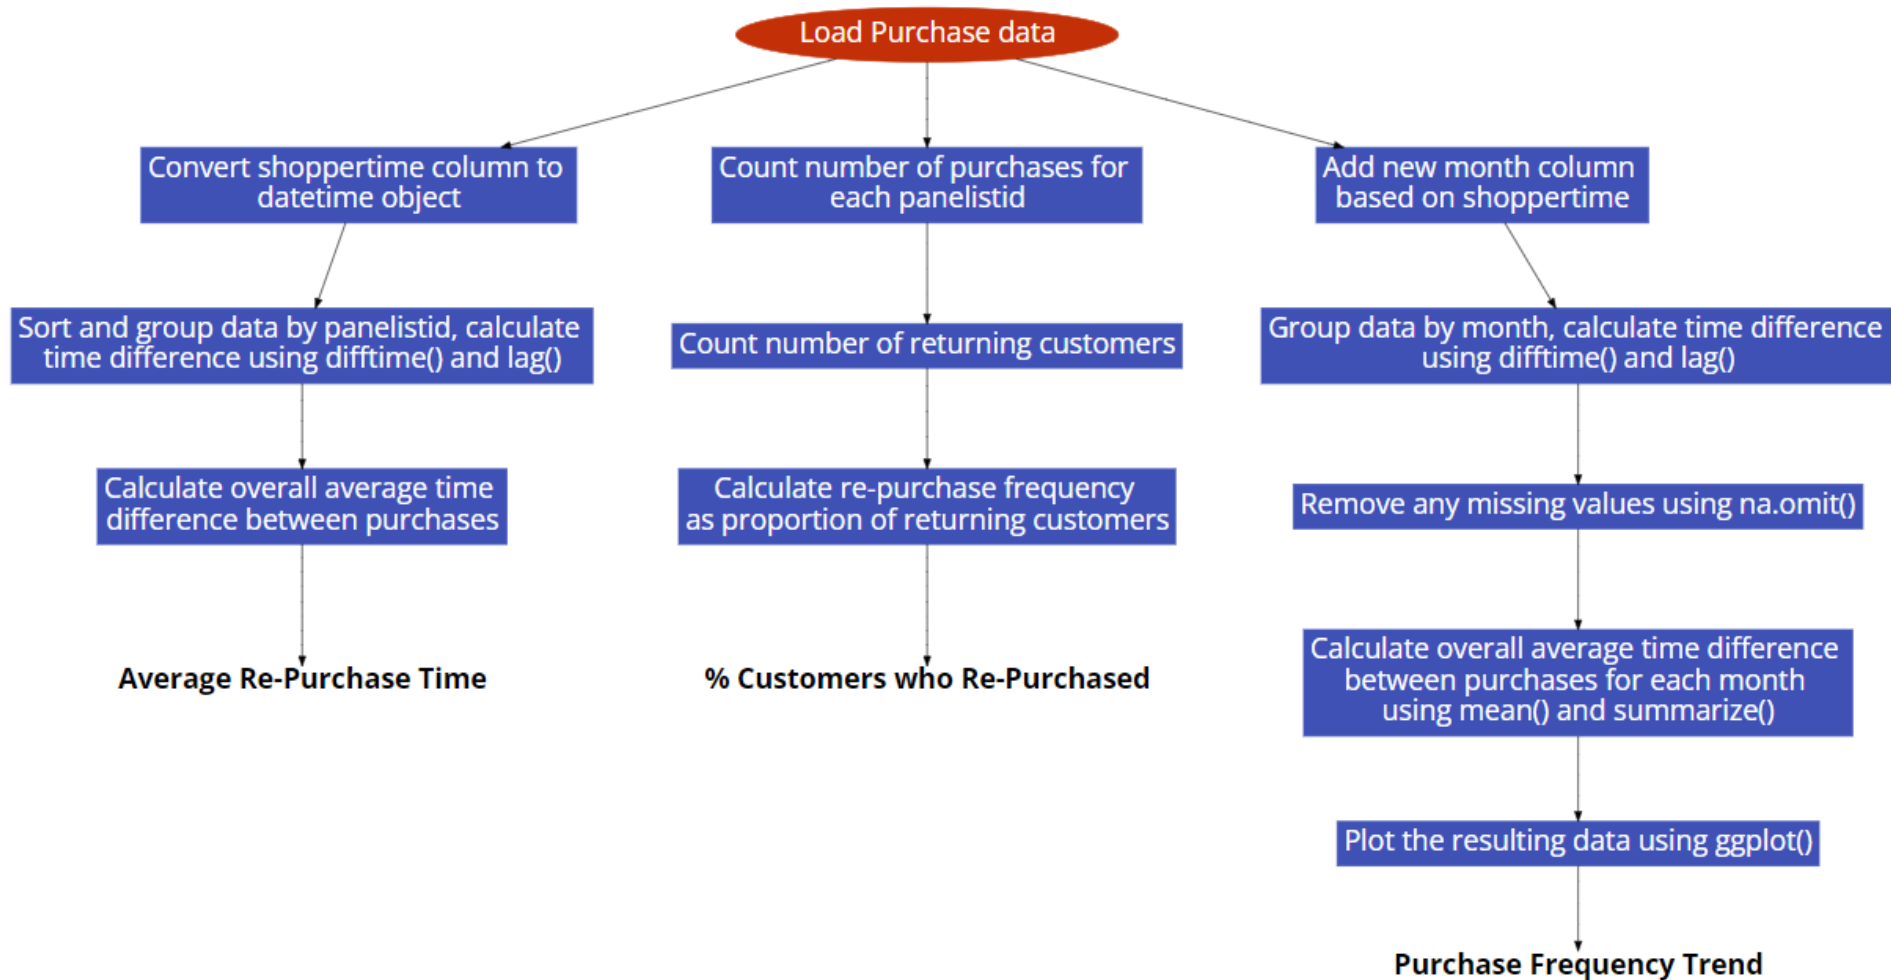 Load Purchase data
Convert shoppertime column to
datetime object
Sort and group data by panelistid, calculate
time difference using difftime() and lag()
Calculate overall average time
difference between purchases
Average Re-Purchase Time
Count number of purchases for
each panelistid
Count number of returning customers
Calculate re-purchase frequency
as proportion of returning customers
% Customers who Re-Purchased
Add new month column
based on shoppertime
Group data by month, calculate time difference
using difftime() and lag()
Remove any missing values using na.omit()
Calculate overall average time difference
between purchases for each month
using mean() and summarize()
Plot the resulting data using ggplot()
Purchase Frequency Trend